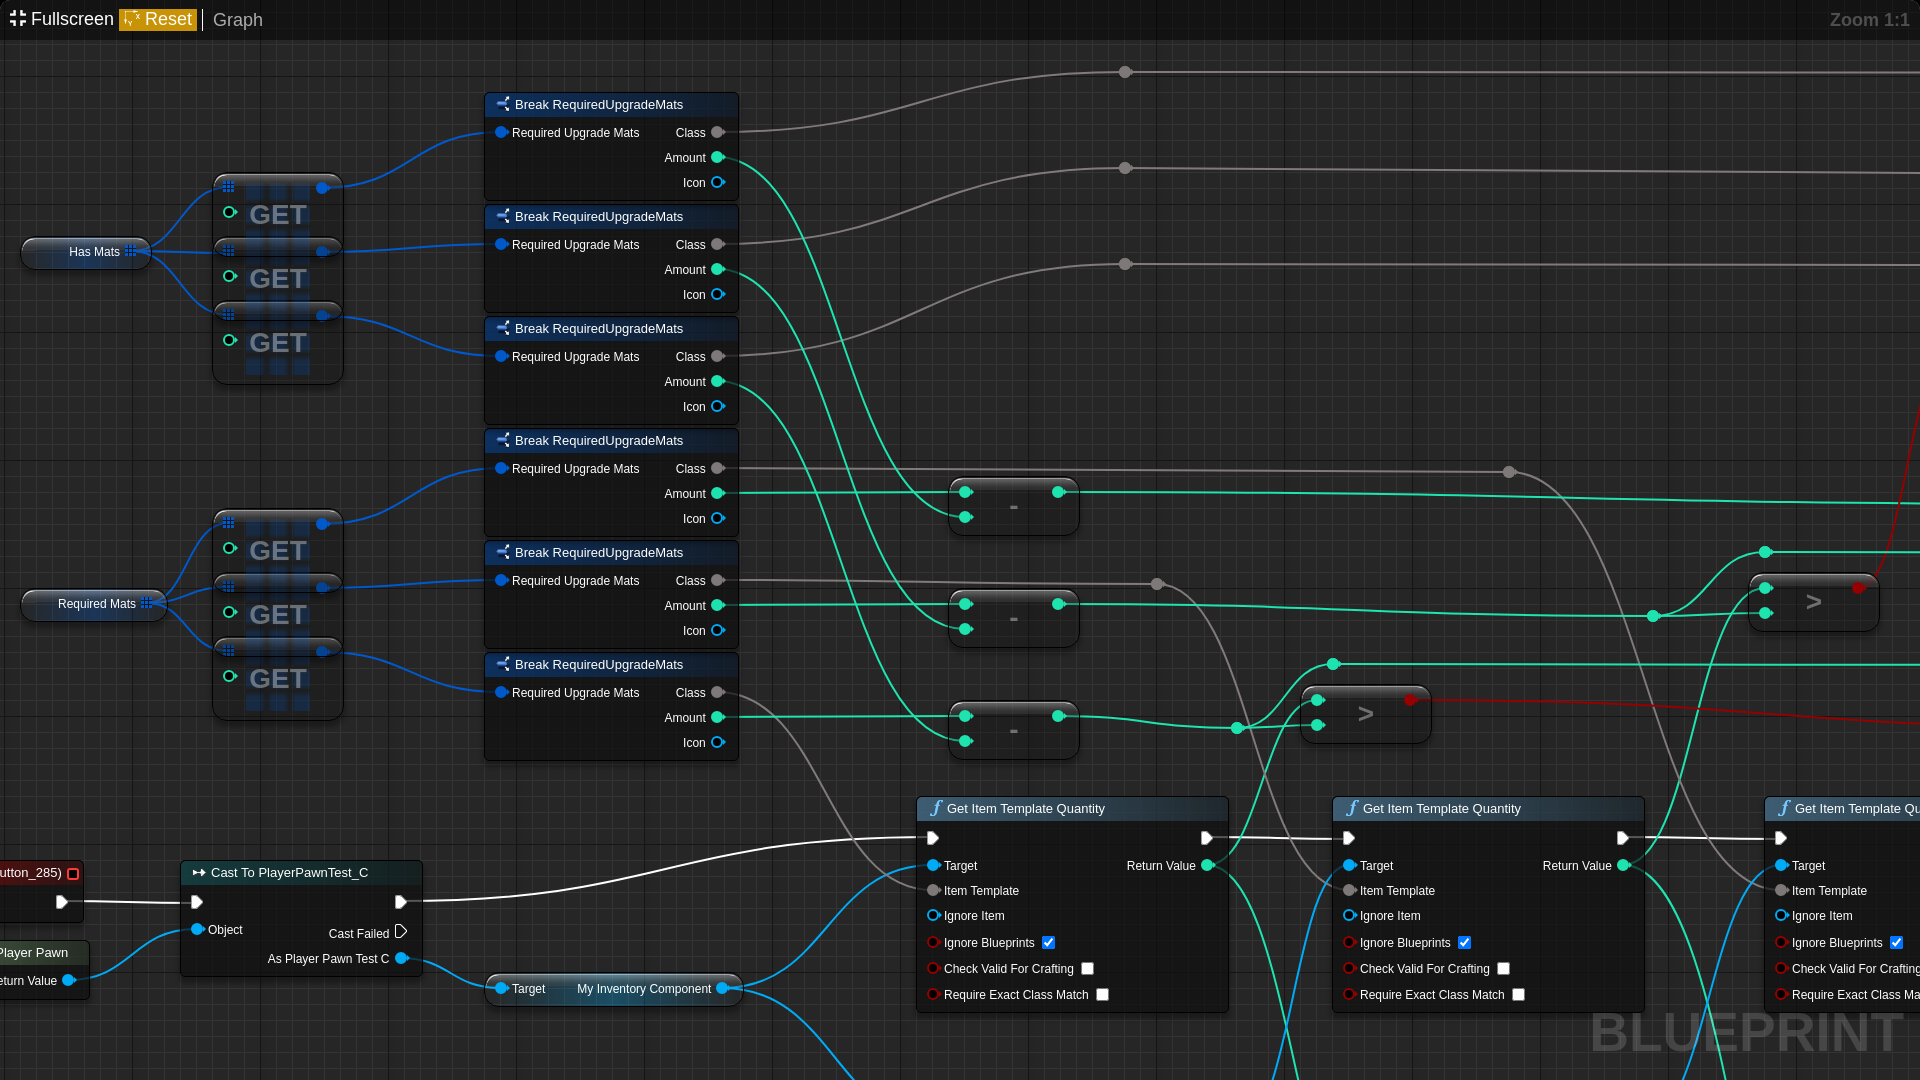 Fullscreen Reset Graph
Zoom 1:1
Break RequiredUpgradeMats
Required Upgrade Mats Class
Amount
Icon
Break RequiredUpgradeMats
Required Upgrade Mats Class
Amount
Icon
Break RequiredUpgradeMats
Required Upgrade Mats Class
Amount
Icon
Break RequiredUpgradeMats
Required Upgrade Mats Class
Amount
Icon
Break RequiredUpgradeMats
Required Upgrade Mats Class
Amount
Icon
Break RequiredUpgradeMats
Required Upgrade Mats Class
Amount
Icon
Has Mats
GET
GET
GET
Required Mats
GET
GET
GET
-
-
-
>
>
utton_285)
Player Pawn
eturn Value
Cast To PlayerPawnTest_C
Object
Cast Failed
As Player Pawn Test C
Target My Inventory Component
Get Item Template Quantity
Target Return Value
Item Template
Ignore Item
Ignore Blueprints
Check Valid For Crafting
Require Exact Class Match
Get Item Template Quantity
Target Return Value
Item Template
Ignore Item
Ignore Blueprints
Check Valid For Crafting
Require Exact Class Match
Get Item Template Qu
Target
Item Template
Ignore Item
Ignore Blueprints
Check Valid For Crafting
Require Exact Class Ma
BLUEPRINT